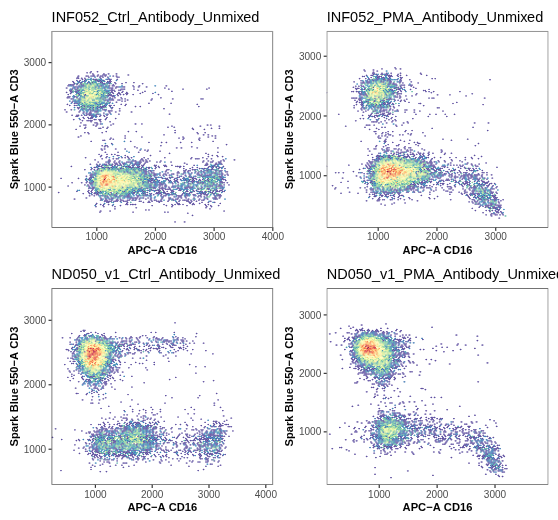 INF052_Ctrl_Antibody_Unmixed
INF052_PMA_Antibody_Unmixed
Spark Blue 550−A CD3
3000
2000
1000
1000
2000
3000
4000
APC−A CD16
Spark Blue 550−A CD3
3000
2000
1000
1000
2000
3000
APC−A CD16
ND050_v1_Ctrl_Antibody_Unmixed
ND050_v1_PMA_Antibody_Unmixe
Spark Blue 550−A CD3
3000
2000
1000
1000
2000
3000
4000
APC−A CD16
Spark Blue 550−A CD3
3000
2000
1000
1000
2000
3000
APC−A CD16